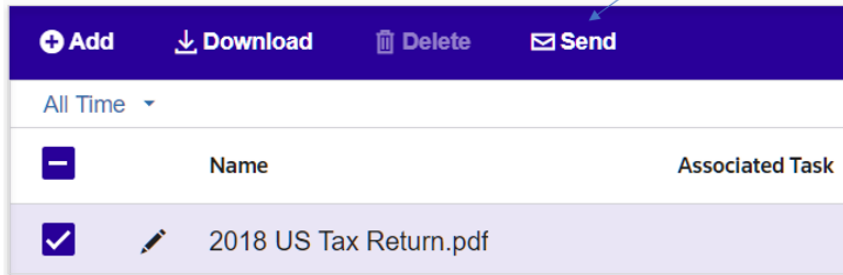 Add Download Delete Send
All Time
Name Associated Task
2018 US Tax Return.pdf